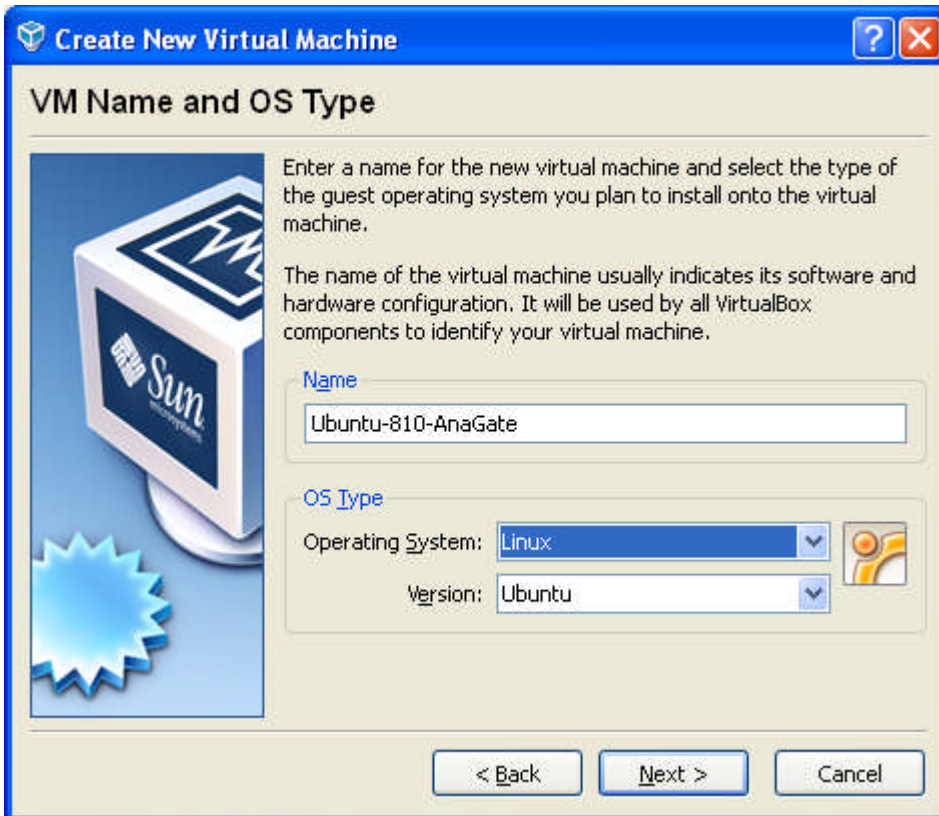 Create New Virtual Machine
?
VM Name and OS Type
Enter a name for the new virtual machine and select the type of
the guest operating system you plan to install onto the virtual
machine.
The name of the virtual machine usually indicates its software and
hardware configuration. It will be used by all VirtualBox
components to identify your virtual machine.
Sun
microsystems
Name
Ubuntu-810-AnaGate
OS Type
Operating System: Linux
Version: Ubuntu
< Back Next > Cancel